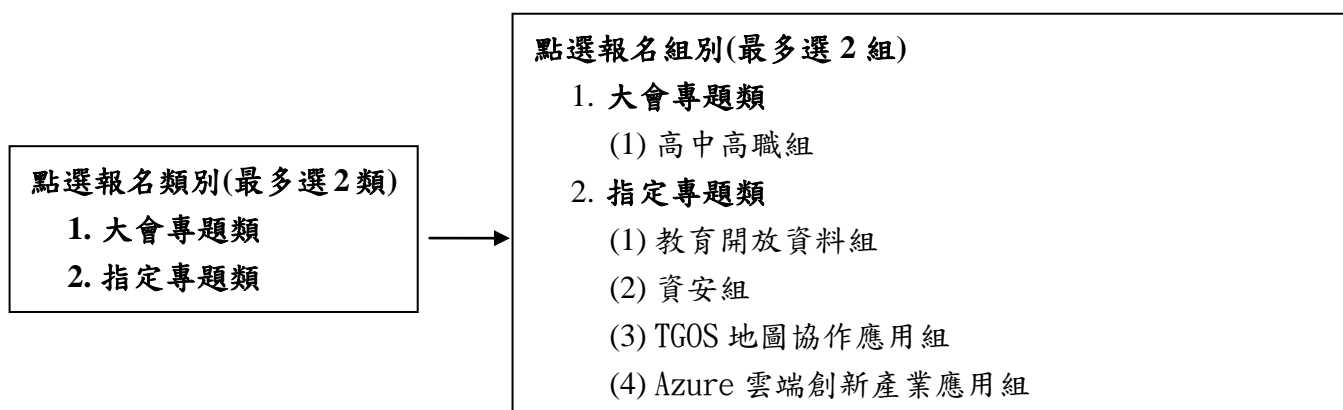 點選報名類別(最多選2類)
1. 大會專題類
2. 指定專題類
點選報名組別(最多選 2 組)
1. 大會專題類
(1) 高中高職組
2. 指定專題類
(1) 教育開放資料組
(2) 資安組
(3) TGOS 地圖協作應用組
(4) Azure 雲端創新產業應用組